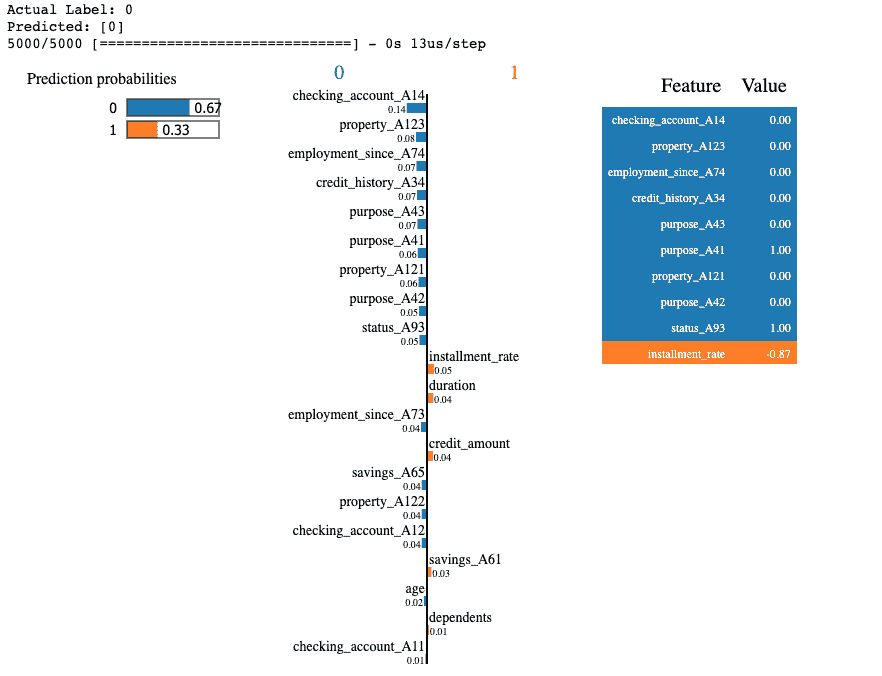 Actual Label: 0
Predicted: [0]
5000/5000 [==============================] - 0s 13us/step
Prediction probabilities
0 0.67
1 0.33
0 1
checking_account_A14
0.14
property_A123
0.08
employment_since_A74
0.07
credit_history_A34
0.07
purpose_A43
0.07
purpose_A41
0.06
property_A121
0.06
purpose_A42
0.05
status_A93
0.05
installment_rate
0.05
duration
0.04
employment_since_A73
0.04
credit_amount
0.04
savings_A65
0.04
property_A122
0.04
checking_account_A12
0.04
savings_A61
0.03
age
0.02
dependents
0.01
checking_account_A11
0.01
Feature Value
checking_account_A14 0.00
property_A123 0.00
employment_since_A74 0.00
credit_history_A34 0.00
purpose_A43 0.00
purpose_A41 1.00
property_A121 0.00
purpose_A42 0.00
status_A93 1.00
installment_rate -0.87